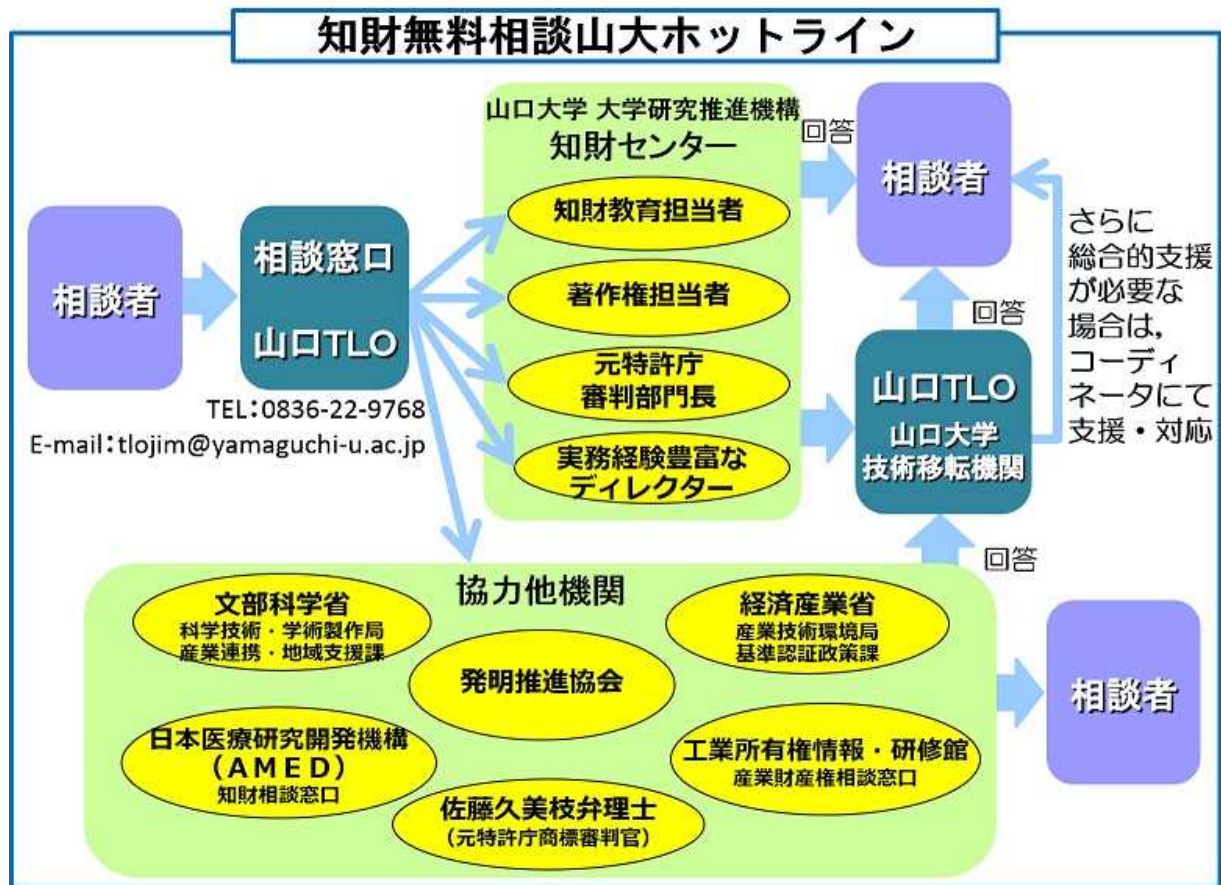 知財無料相談山大ホットライン
相談者
相談窓口
山口TLO
TEL:0836-22-9768
E-mail:tlojim@yamaguchi-u.ac.jp
山口大学 大学研究推進機構
知財センター
知財教育担当者
著作権担当者
元特許庁
審判部門長
実務経験豊富な
ディレクター
回答
相談者
回答
山口TLO
山口大学
技術移転機関
さらに
総合的支援
が必要な
場合は,
コーディ
ネータにて
支援・対応
回答
協力他機関
文部科学省
科学技術・学術製作局
産業連携・地域支援課
発明推進協会
経済産業省
産業技術環境局
基準認証政策課
日本医療研究開発機構
(AMED)
知財相談窓口
佐藤久美枝弁理士
(元特許庁商標審判官)
工業所有権情報・研修館
産業財産権相談窓口
相談者